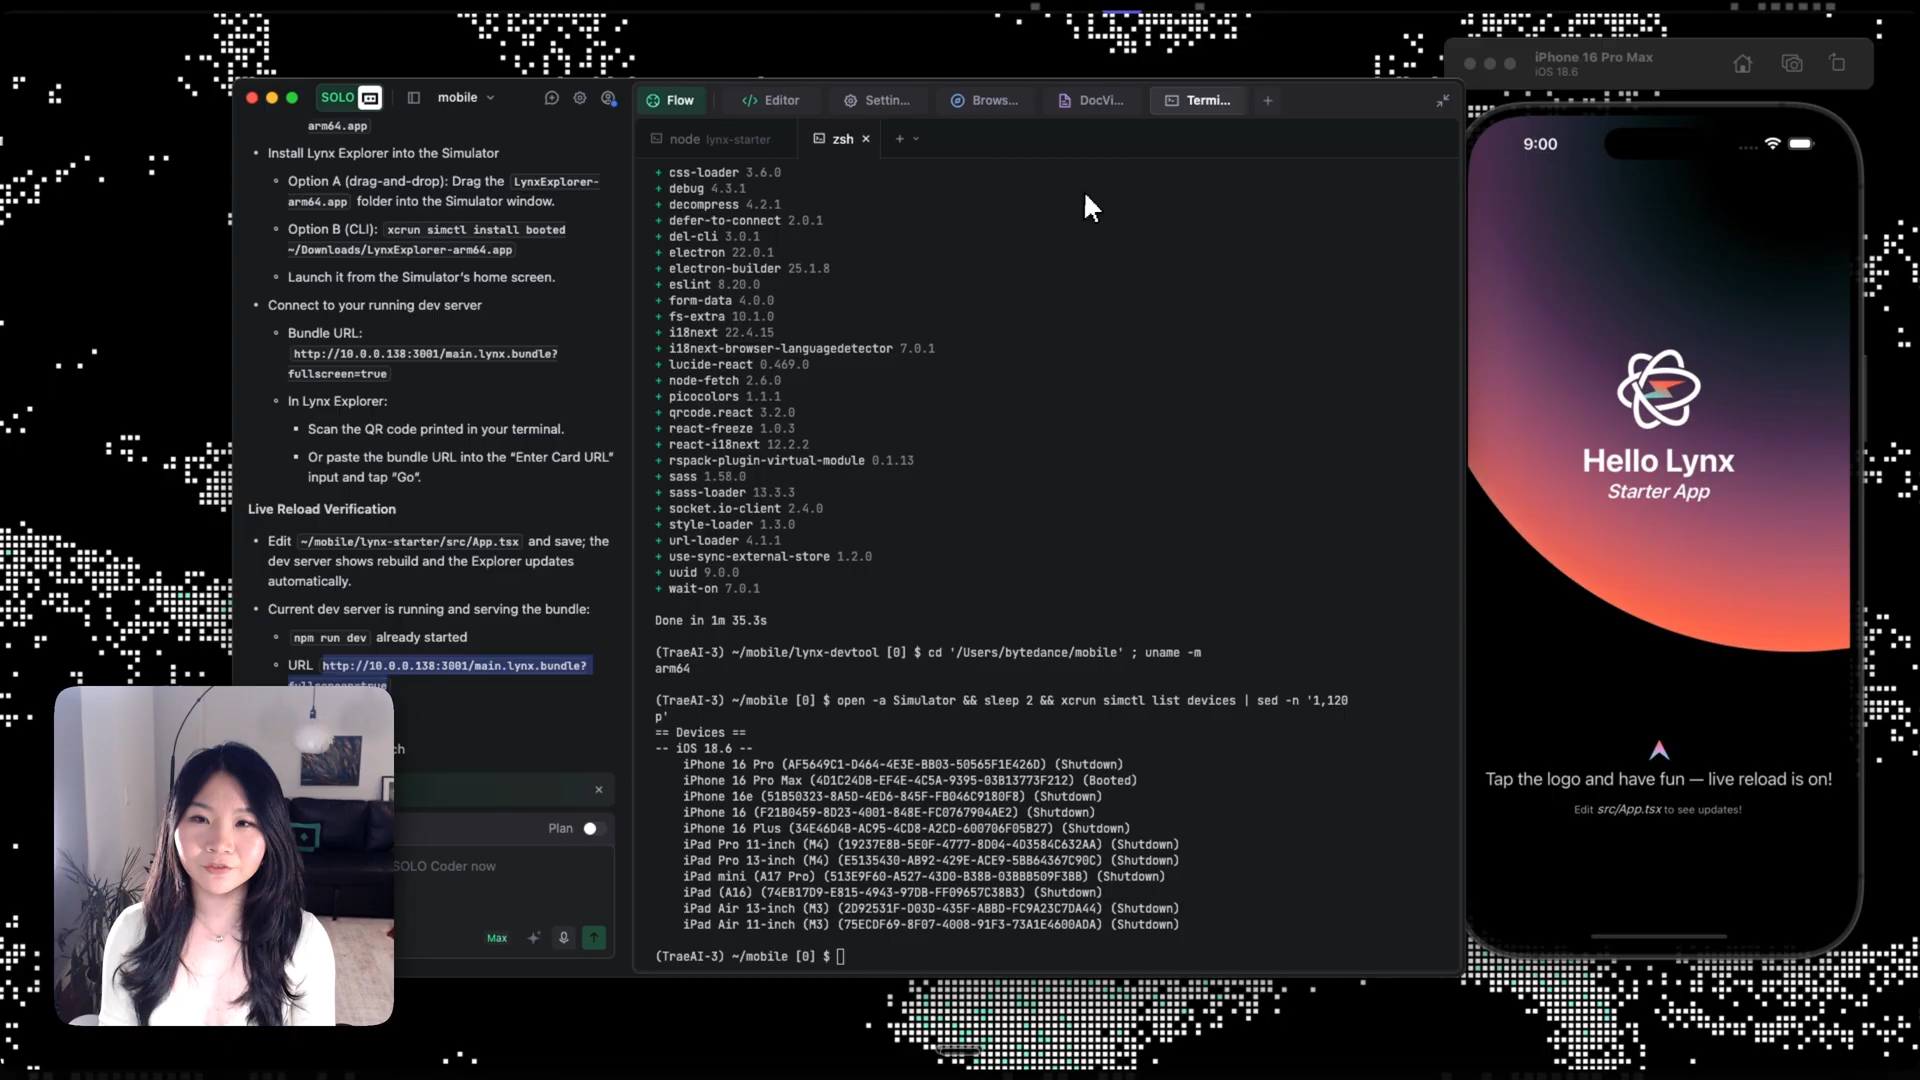 SOLO
mobile
arm64.app
• Install Lynx Explorer into the Simulator
Option A (drag-and-drop): Drag the LynxExplorer-
arm64.app folder into the Simulator window.
Option B (CLI): xcrun simctl install booted
~/Downloads/LynxExplorer-arm64.app
Launch it from the Simulator's home screen.
• Connect to your running dev server
Bundle URL:
http://10.0.0.138:3001/main.lynx.bundle?
fullscreen=true
In Lynx Explorer:
Scan the QR code printed in your terminal.
Or paste the bundle URL into the “Enter Card URL”
input and tap “Go”.
Live Reload Verification
• Edit ~/mobile/lynx-starter/src/App.tsx and save; the
dev server shows rebuild and the Explorer updates
automatically.
• Current dev server is running and serving the bundle:
npm run dev already started
URL http://10.0.0.138:3001/main.lynx.bundle?
fullscreen=true
ch
Plan
SOLO Coder now
Max
Flow
Editor
Settin...
Brows...
DocVi...
Termi...
node lynx-starter
zsh
+ css-loader 3.6.0
+ debug 4.3.1
+ decompress 4.2.1
+ defer-to-connect 2.0.1
+ del-cli 3.0.1
+ electron 22.0.1
+ electron-builder 25.1.8
+ eslint 8.20.0
+ form-data 4.0.0
+ fs-extra 10.1.0
+ i18next 22.4.15
+ i18next-browser-languagedetector 7.0.1
+ lucide-react 0.469.0
+ node-fetch 2.6.0
+ picocolors 1.1.1
+ qrcode.react 3.2.0
+ react-freeze 1.0.3
+ react-i18next 12.2.2
+ rspack-plugin-virtual-module 0.1.13
+ sass 1.58.0
+ sass-loader 13.3.3
+ socket.io-client 2.4.0
+ style-loader 1.3.0
+ url-loader 4.1.1
+ use-sync-external-store 1.2.0
+ uuid 9.0.0
+ wait-on 7.0.1
Done in 1m 35.3s
(TraeAI-3) ~/mobile/lynx-devtool [0] $ cd '/Users/bytedance/mobile' ; uname -m
arm64
(TraeAI-3) ~/mobile [0] $ open -a Simulator && sleep 2 && xcrun simctl list devices | sed -n '1,120
p'
== Devices ==
-- iOS 18.6 --
iPhone 16 Pro (AF5649C1-D464-4E3E-BB03-50565F1E426D) (Shutdown)
iPhone 16 Pro Max (4D1C24DB-EF4E-4C5A-9395-03B13773F212) (Booted)
iPhone 16e (51B50323-8A5D-4ED6-845F-FB046C9180F8) (Shutdown)
iPhone 16 (F21B0459-8D23-4001-848E-FC0767904AE2) (Shutdown)
iPhone 16 Plus (34E46D4B-AC95-4CD8-A2CD-600706F05B27) (Shutdown)
iPad Pro 11-inch (M4) (19237E8B-5E0F-4777-8D04-4D3584C632AA) (Shutdown)
iPad Pro 13-inch (M4) (E5135430-AB92-429E-ACE9-5BB64367C90C) (Shutdown)
iPad mini (A17 Pro) (513E9F60-A527-43D0-B38B-03BBB509F3BB) (Shutdown)
iPad (A16) (74EB17D9-E815-4943-97DB-FF09657C38B3) (Shutdown)
iPad Air 13-inch (M3) (2D92531F-D03D-435F-ABBD-FC9A23C7DA44) (Shutdown)
iPad Air 11-inch (M3) (75ECDF69-8F07-4008-91F3-73A1E4600ADA) (Shutdown)
(TraeAI-3) ~/mobile [0] $
iPhone 16 Pro Max
iOS 18.6
9:00
Hello Lynx
Starter App
Tap the logo and have fun — live reload is on!
Edit src/App.tsx to see updates!